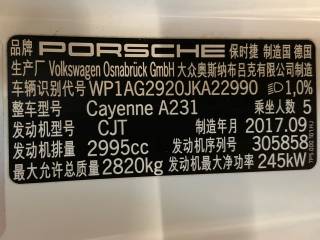 品牌 PORSCHE 保时捷 制造国 德国
生产厂 Volkswagen Osnabrück GmbH 大众奥斯纳布吕克有限公司制造
车辆识别代号 WP1AG2920JKA22990 1,0%
整车型号 Cayenne A231 乘坐人数 5
发动机型号 CJT 制造年月 2017.09
发动机排量 2995cc 发动机序列号 305858
最大允许总质量 2820kg 发动机最大净功率 245kW